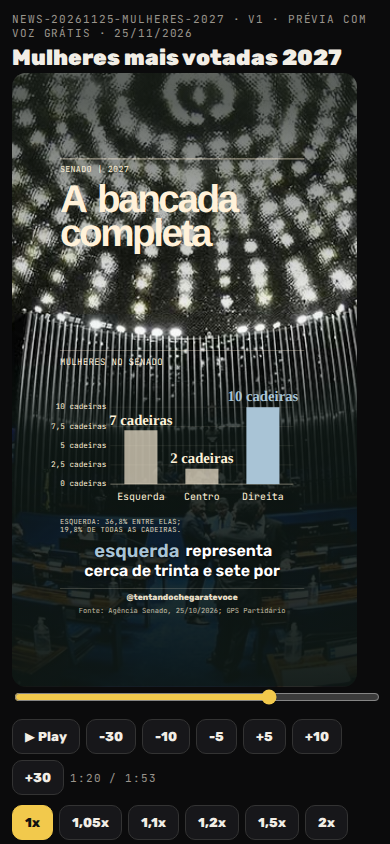 NEWS-20261125-MULHERES-2027 · V1 · PRÉVIA COM
VOZ GRÁTIS · 25/11/2026
Mulheres mais votadas 2027
SENADO | 2027
A bancada
completa
MULHERES NO SENADO
10 cadeiras
7,5 cadeiras
5 cadeiras
2,5 cadeiras
0 cadeiras
7 cadeiras
2 cadeiras
10 cadeiras
Esquerda
Centro
Direita
ESQUERDA: 36,8% ENTRE ELAS;
19,8% DE TODAS AS CADEIRAS.
esquerda representa
cerca de trinta e sete por
@tentandochegaratevoce
Fonte: Agência Senado, 25/10/2026; GPS Partidário
▶ Play
-30
-10
-5
+5
+10
+30
1:20 / 1:53
1x
1,05x
1,1x
1,2x
1,5x
2x